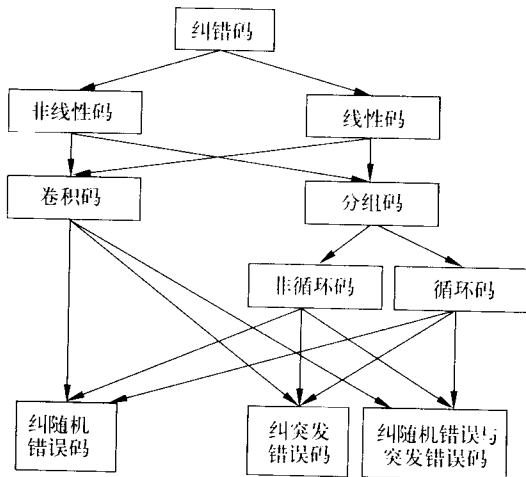 纠错码
非线性码
线性码
卷积码
分组码
非循环码
循环码
纠随机
错误码
纠突发
错误码
纠随机错误与
突发错误码